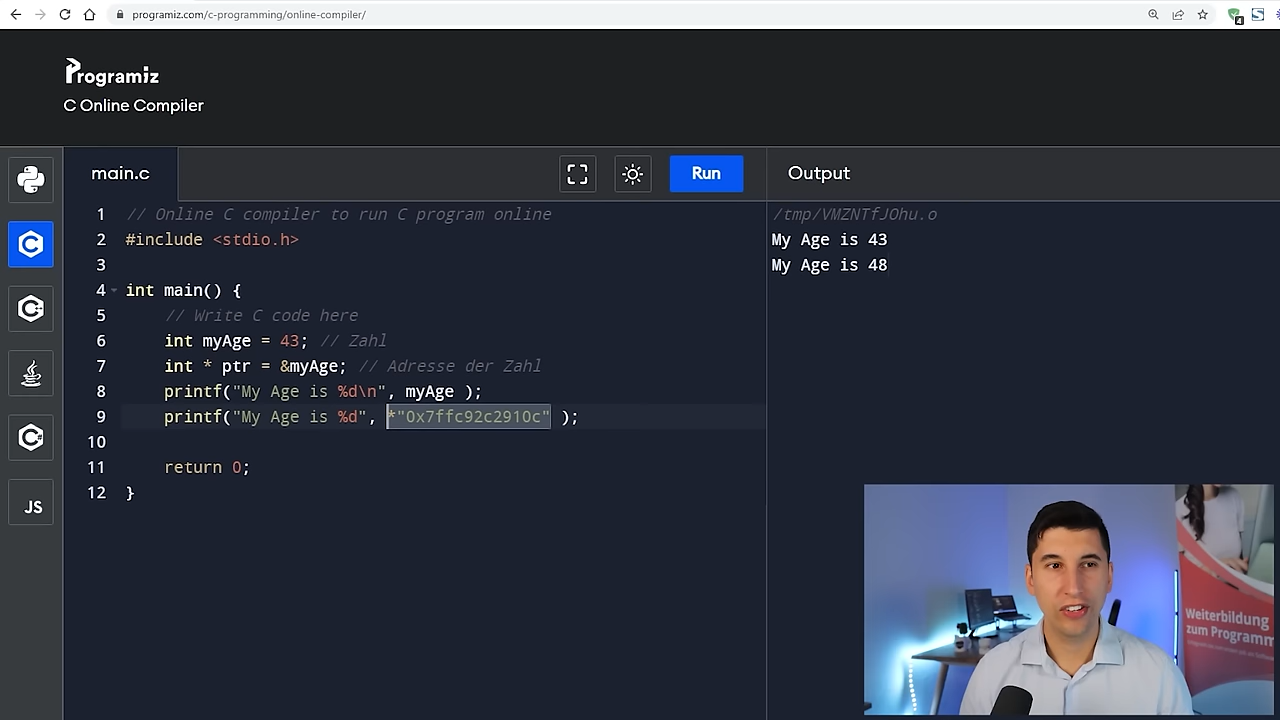 programiz.com/c-programming/online-compiler/
4
Programiz
C Online Compiler
main.c
Run
Output
1 // Online C compiler to run C program online
2 #include <stdio.h>
3
4 int main() {
5 // Write C code here
6 int myAge = 43; // Zahl
7 int * ptr = &myAge; // Adresse der Zahl
8 printf("My Age is %d\n", myAge );
9 printf("My Age is %d", *"0x7ffc92c2910c" );
10
11 return 0;
12 }
/tmp/VMZNTfJOhu.o
My Age is 43
My Age is 48
JS
Weiterbildung
zum Programm